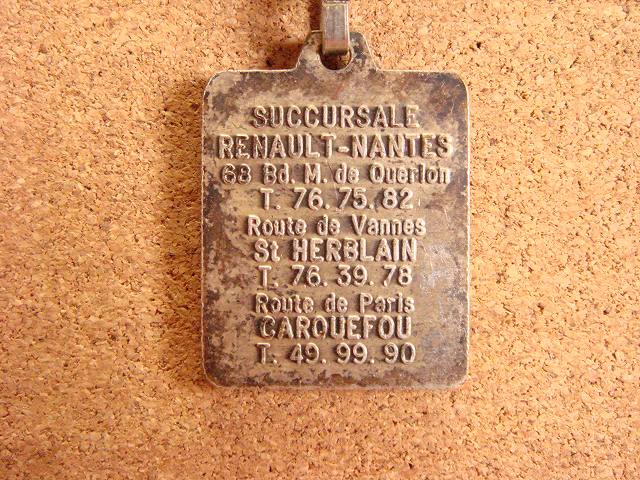 SUCCURSALE
RENAULT-NANTES
68 Bd. M. de Querlon
T. 76.75.82
Route de Vannes
St HERBLAIN
T. 76.39.78
Route de Paris
CARQUEFOU
T. 49.99.90